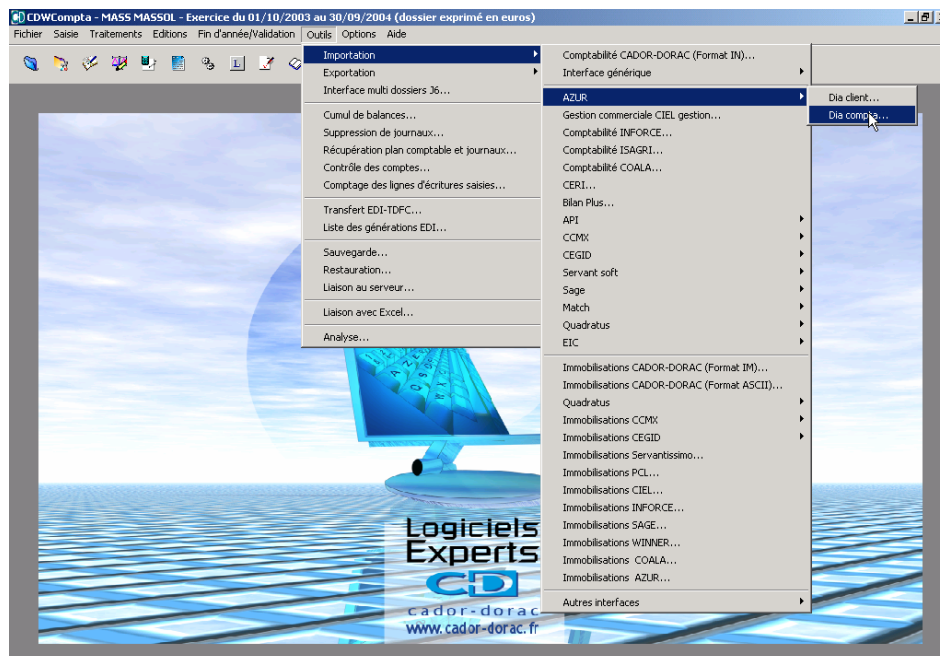 CDWCompta - MASS MASSOL - Exercice du 01/10/2003 au 30/09/2004 (dossier exprimé en euros)
Fichier Saisie Traitements Editions Fin d'année/Validation Outils Options Aide
L
Importation
Exportation
Interface multi dossiers J6...
Cumul de balances...
Suppression de journaux...
Récupération plan comptable et journaux...
Contrôle des comptes...
Comptage des lignes d'écritures saisies...
Transfert EDI-TDFC...
Liste des générations EDI...
Sauvegarde...
Restauration...
Liaison au serveur...
Liaison avec Excel...
Analyse...
Comptabilité CADOR-DORAC (Format IN)...
Interface générique
AZUR
Gestion commerciale CIEL gestion...
Comptabilité INFORCE...
Comptabilité ISAGRI...
Comptabilité COALA...
CERI...
Bilan Plus...
API
CCMX
CEGID
Servant soft
Sage
Match
Quadratus
EIC
Immobilisations CADOR-DORAC (Format IM)...
Immobilisations CADOR-DORAC (Format ASCII)...
Quadratus
Immobilisations CCMX
Immobilisations CEGID
Immobilisations Servantissimo...
Immobilisations PCL...
Immobilisations CIEL...
Immobilisations INFORCE...
Immobilisations SAGE...
Immobilisations WINNER...
Immobilisations COALA...
Immobilisations AZUR...
Autres interfaces
Dia client...
Dia compta...
Logiciels
Experts
CD
cador-dorac
www.cador-dorac.fr